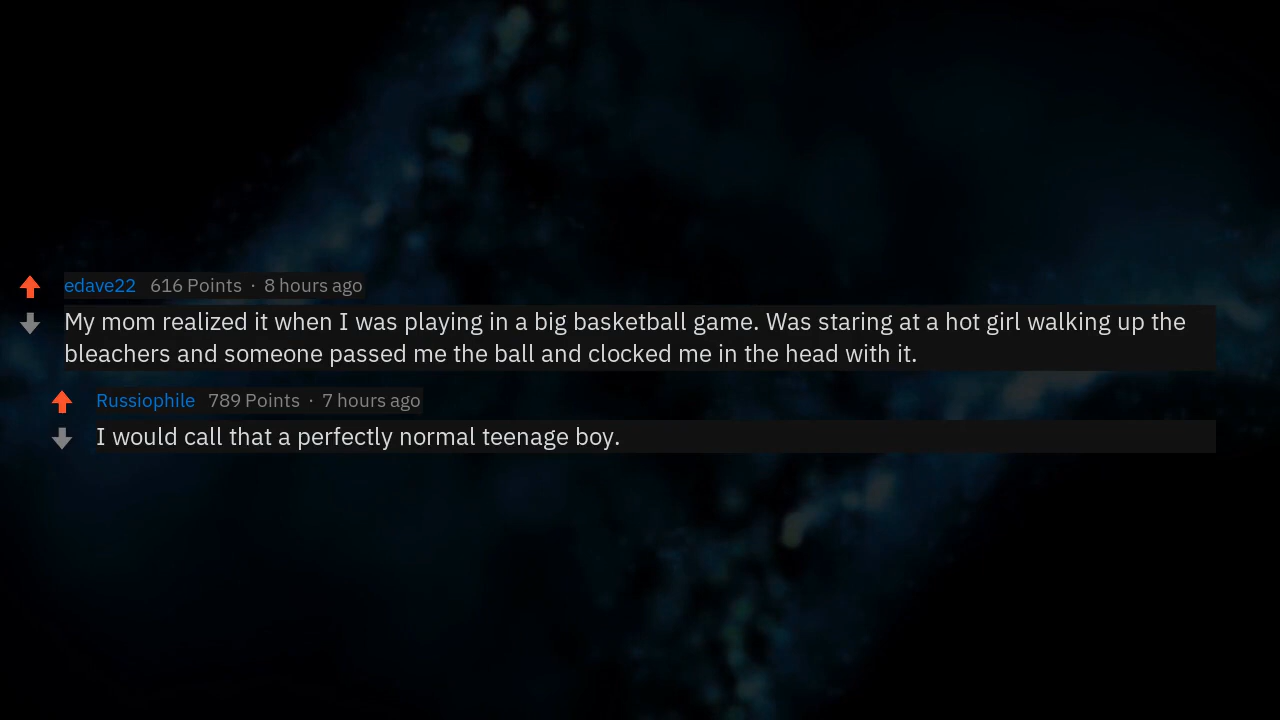 edave22 616 Points · 8 hours ago
My mom realized it when I was playing in a big basketball game. Was staring at a hot girl walking up the
bleachers and someone passed me the ball and clocked me in the head with it.
Russiophile 789 Points · 7 hours ago
I would call that a perfectly normal teenage boy.